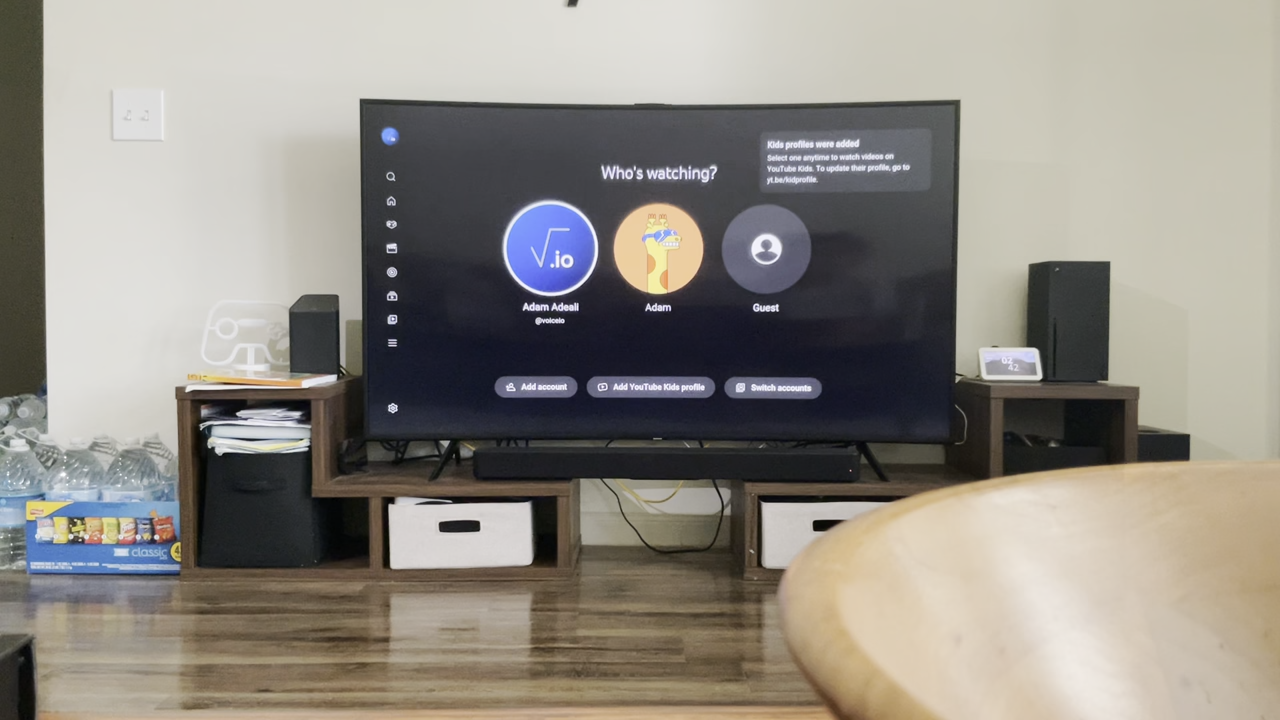 Kids profiles were added
Select one anytime to watch videos on
YouTube Kids. To update their profile, go to
yt.be/kidprofile.
Who's watching?
√.io
Adam Adeali
@voiceio
Adam
Guest
Add account
Add YouTube Kids profile
Switch accounts
02
42
classic